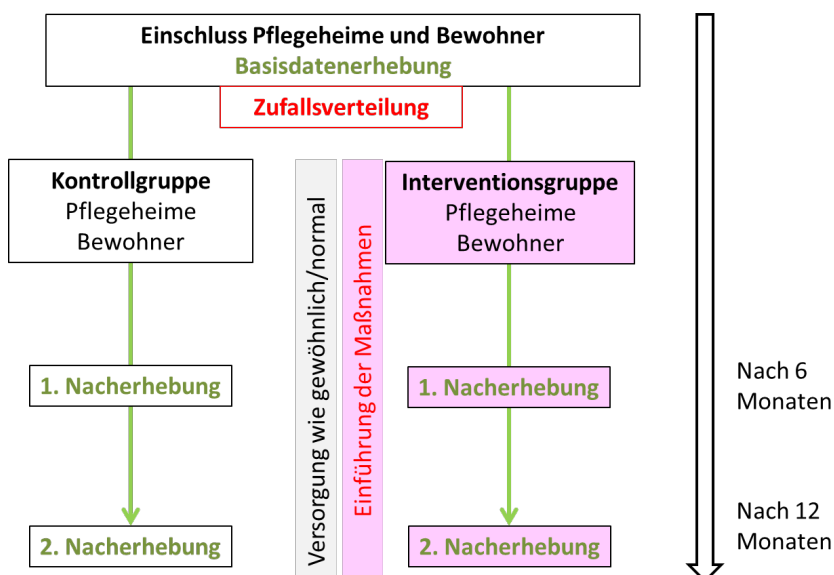 Einschluss Pflegeheime und Bewohner
Basisdatenerhebung
Zufallsverteilung
Kontrollgruppe
Pflegeheime
Bewohner
Versorgung wie gewöhnlich/normal
Einführung der Maßnahmen
Interventionsgruppe
Pflegeheime
Bewohner
1. Nacherhebung
1. Nacherhebung
Nach 6
Monaten
2. Nacherhebung
2. Nacherhebung
Nach 12
Monaten